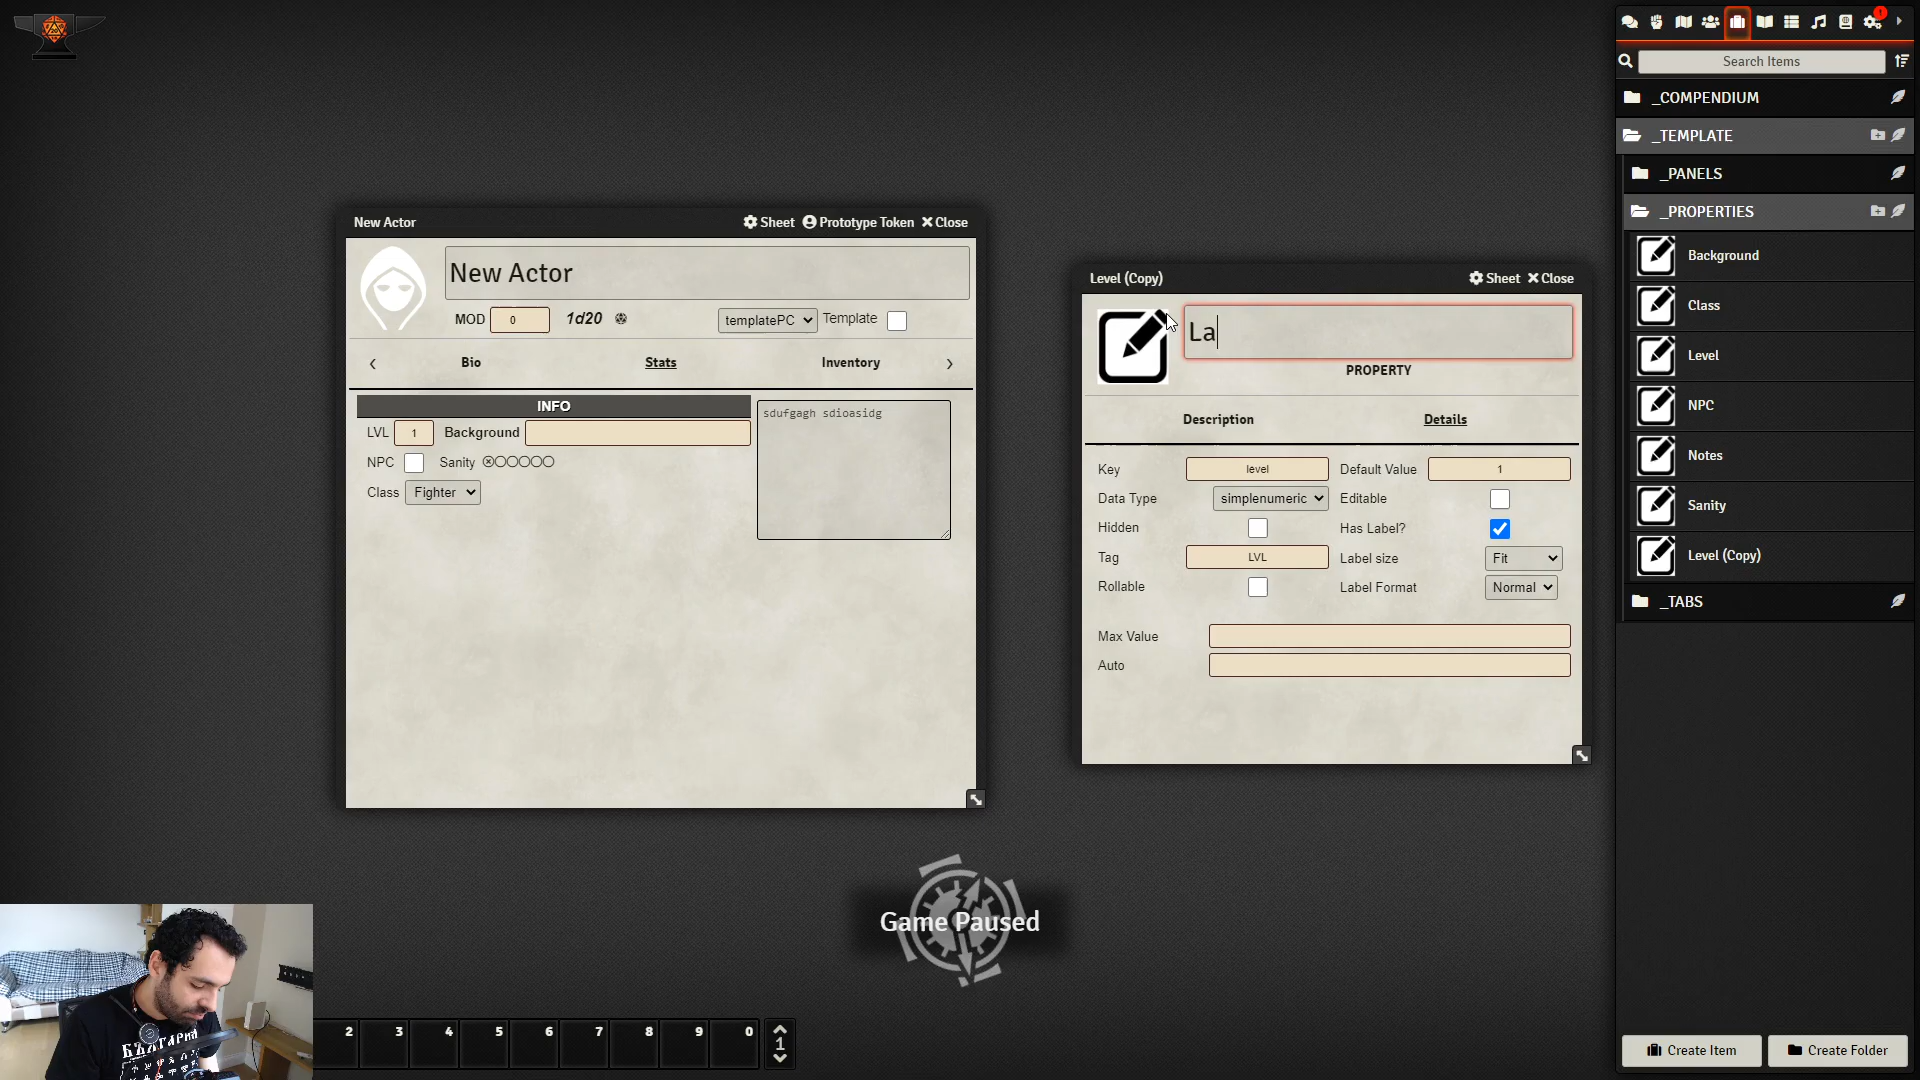 Search Items
_COMPENDIUM
_TEMPLATE
_PANELS
_PROPERTIES
Background
Class
Level
NPC
Notes
Sanity
Level (Copy)
_TABS
Create Item
Create Folder
New Actor
Sheet
Prototype Token
Close
New Actor
MOD
0
1d20
templatePC
Template
Bio
Stats
Inventory
INFO
LVL
1
Background
NPC
Sanity
Class
Fighter
sdufgagh sdioasidg
Level (Copy)
Sheet
Close
La
PROPERTY
Description
Details
Key
level
Default Value
1
Data Type
simplenumeric
Editable
Hidden
Has Label?
Tag
LVL
Label size
Fit
Rollable
Label Format
Normal
Max Value
Auto
Game Paused
2
3
4
5
6
7
8
9
0
1
БЪЛГАРИЯ